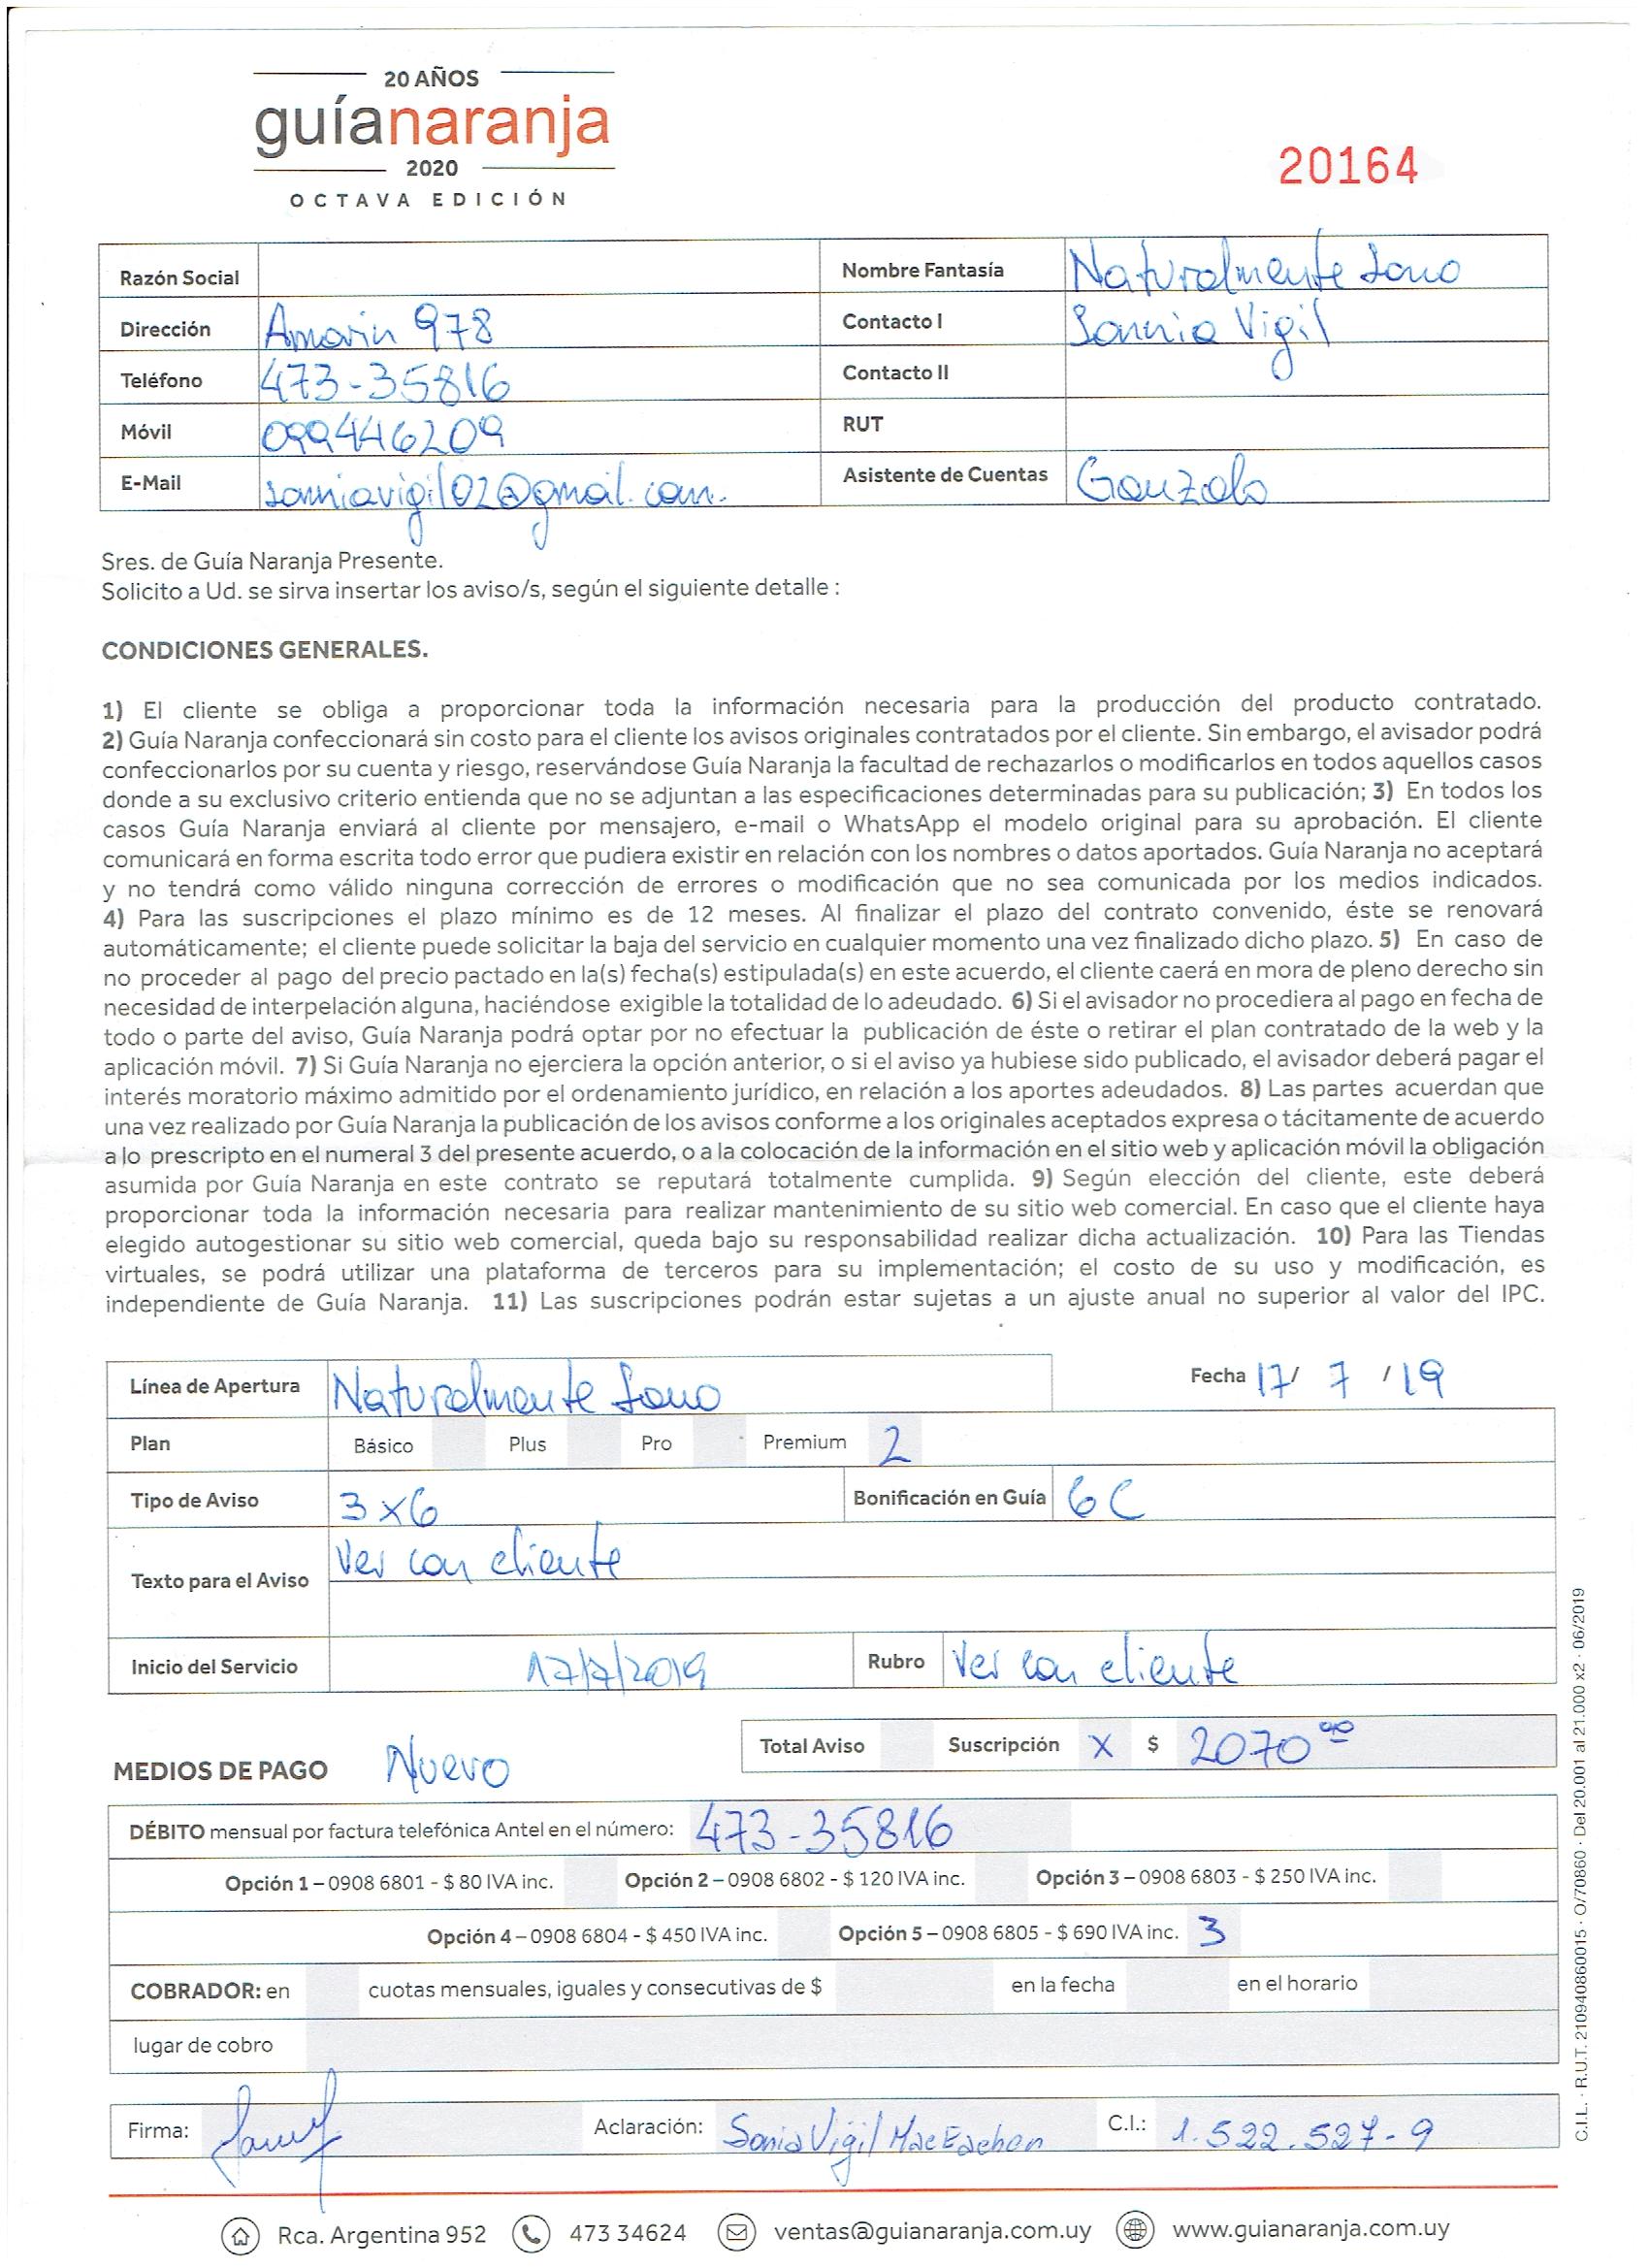 20 AÑOS
guíanaranja
2020
OCTAVA EDICIÓN
20164
Razón Social
Nombre Fantasía Naturalmente Sano
Dirección Amorin 978
Contacto I Sannia Vigil
Teléfono 473-35816
Contacto II
Móvil 099446209
RUT
E-Mail sanniavigil02@gmail.com.
Asistente de Cuentas Gonzalo
Sres. de Guía Naranja Presente.
Solicito a Ud. se sirva insertar los aviso/s, según el siguiente detalle :
CONDICIONES GENERALES.
1) El cliente se obliga a proporcionar toda la información necesaria para la producción del producto contratado.
2) Guía Naranja confeccionará sin costo para el cliente los avisos originales contratados por el cliente. Sin embargo, el avisador podrá
confeccionarlos por su cuenta y riesgo, reservándose Guía Naranja la facultad de rechazarlos o modificarlos en todos aquellos casos
donde a su exclusivo criterio entienda que no se adjuntan a las especificaciones determinadas para su publicación; 3) En todos los
casos Guía Naranja enviará al cliente por mensajero, e-mail o WhatsApp el modelo original para su aprobación. El cliente
comunicará en forma escrita todo error que pudiera existir en relación con los nombres o datos aportados. Guía Naranja no aceptará
y no tendrá como válido ninguna corrección de errores o modificación que no sea comunicada por los medios indicados.
4) Para las suscripciones el plazo mínimo es de 12 meses. Al finalizar el plazo del contrato convenido, éste se renovará
automáticamente; el cliente puede solicitar la baja del servicio en cualquier momento una vez finalizado dicho plazo. 5) En caso de
no proceder al pago del precio pactado en la(s) fecha(s) estipulada(s) en este acuerdo, el cliente caerá en mora de pleno derecho sin
necesidad de interpelación alguna, haciéndose exigible la totalidad de lo adeudado. 6) Si el avisador no procediera al pago en fecha de
todo o parte del aviso, Guía Naranja podrá optar por no efectuar la publicación de éste o retirar el plan contratado de la web y la
aplicación móvil. 7) Si Guía Naranja no ejerciera la opción anterior, o si el aviso ya hubiese sido publicado, el avisador deberá pagar el
interés moratorio máximo admitido por el ordenamiento jurídico, en relación a los aportes adeudados. 8) Las partes acuerdan que
una vez realizado por Guía Naranja la publicación de los avisos conforme a los originales aceptados expresa o tácitamente de acuerdo
a lo prescripto en el numeral 3 del presente acuerdo, o a la colocación de la información en el sitio web y aplicación móvil la obligación
asumida por Guía Naranja en este contrato se reputará totalmente cumplida. 9) Según elección del cliente, este deberá
proporcionar toda la información necesaria para realizar mantenimiento de su sitio web comercial. En caso que el cliente haya
elegido autogestionar su sitio web comercial, queda bajo su responsabilidad realizar dicha actualización. 10) Para las Tiendas
virtuales, se podrá utilizar una plataforma de terceros para su implementación; el costo de su uso y modificación, es
independiente de Guía Naranja. 11) Las suscripciones podrán estar sujetas a un ajuste anual no superior al valor del IPC.
Línea de Apertura Naturalmente Sano
Fecha 17/ 7 /19
Plan Básico Plus Pro Premium 2
Tipo de Aviso 3x6 Bonificación en Guía 6C
Texto para el Aviso Ver con cliente
Inicio del Servicio 17/7/2019 Rubro Ver con cliente
Total Aviso Suscripción X $ 2070 00
MEDIOS DE PAGO Nuevo
DÉBITO mensual por factura telefónica Antel en el número: 473-35816
Opción 1 – 0908 6801 - $ 80 IVA inc. Opción 2 – 0908 6802 - $ 120 IVA inc. Opción 3 – 0908 6803 - $ 250 IVA inc.
Opción 4 – 0908 6804 - $ 450 IVA inc. Opción 5 – 0908 6805 - $ 690 IVA inc. 3
COBRADOR: en cuotas mensuales, iguales y consecutivas de $ en la fecha en el horario
lugar de cobro
Firma: Aclaración: Sonia Vigil MacEachen C.I.: 1.522.527-9
C.I.L. · R.U.T. 210940860015 · O/70860 · Del 20.001 al 21.000 x2 · 06/2019
Rca. Argentina 952 473 34624 ventas@guianaranja.com.uy www.guianaranja.com.uy